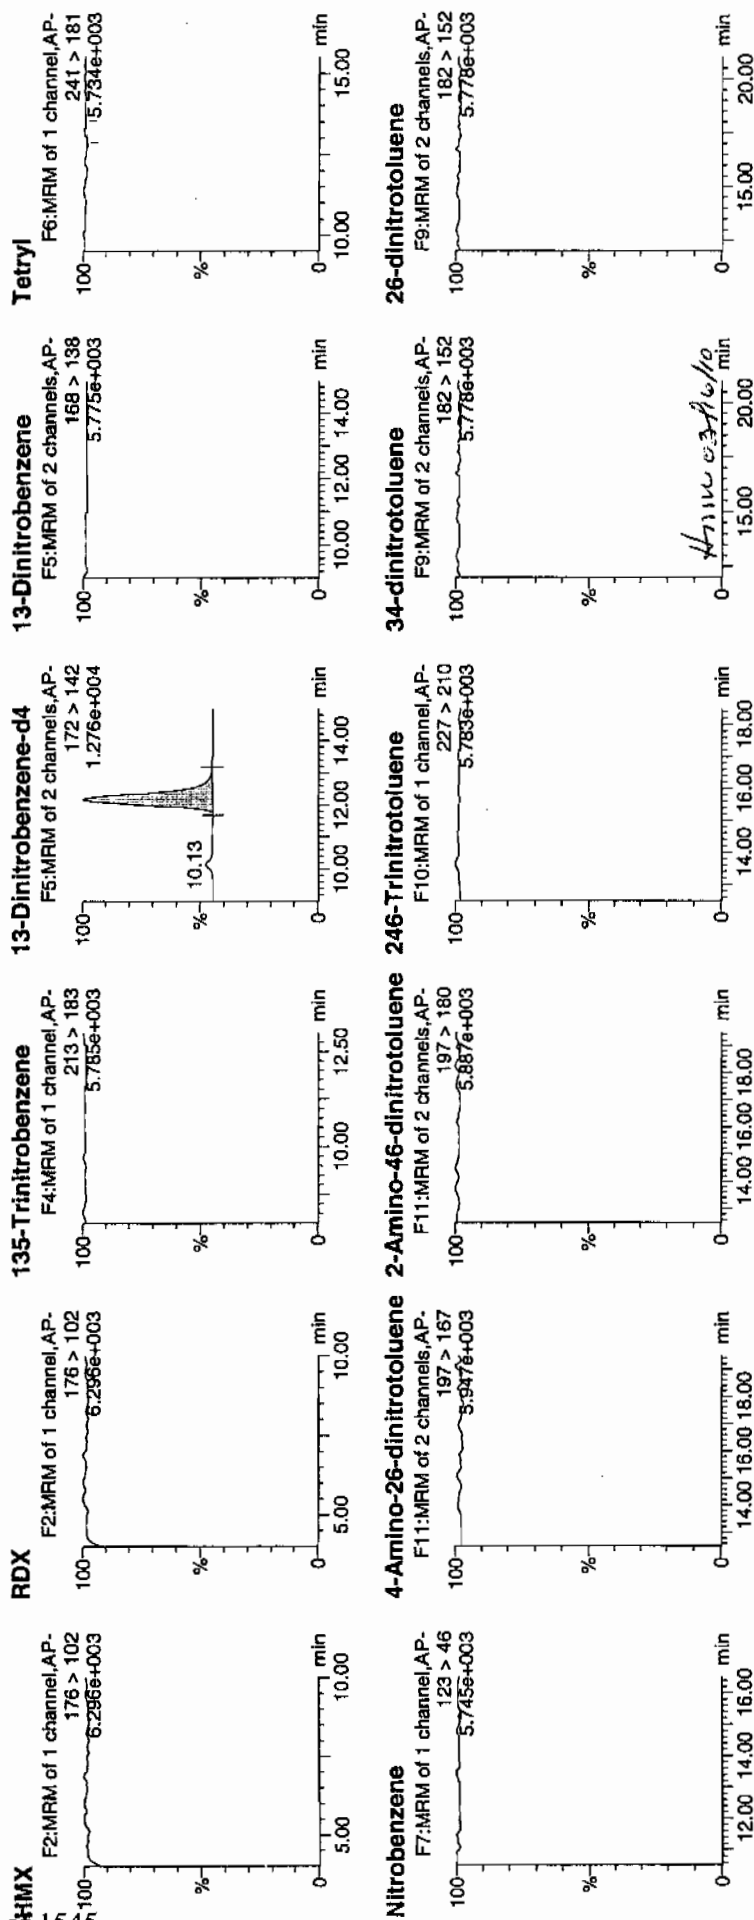 HMX
F2:MRM of 1 channel,AP-
176 > 102
6.296e+003
100
%
0
5.00
10.00
min
RDX
F2:MRM of 1 channel,AP-
176 > 102
6.296e+003
100
%
0
5.00
10.00
min
135-Trinitrobenzene
F4:MRM of 1 channel,AP-
213 > 183
5.785e+003
100
%
0
10.00
12.50
min
13-Dinitrobenzene-d4
F5:MRM of 2 channels,AP-
172 > 142
1.276e+004
100
10.13
%
0
10.00
12.00
14.00
min
13-Dinitrobenzene
F5:MRM of 2 channels,AP-
168 > 138
5.775e+003
100
%
0
10.00
12.00
14.00
min
Tetryl
F6:MRM of 1 channel,AP-
241 > 181
5.734e+003
100
%
0
10.00
15.00
min
Nitrobenzene
F7:MRM of 1 channel,AP-
123 > 46
5.745e+003
100
%
0
12.00
14.00
16.00
min
4-Amino-26-dinitrotoluene
F11:MRM of 2 channels,AP-
197 > 167
5.947e+003
100
%
0
14.00
16.00
18.00
min
2-Amino-46-dinitrotoluene
F11:MRM of 2 channels,AP-
197 > 180
5.887e+003
100
%
0
14.00
16.00
18.00
min
246-Trinitrotoluene
F10:MRM of 1 channel,AP-
227 > 210
5.783e+003
100
%
0
14.00
16.00
18.00
min
34-dinitrotoluene
F9:MRM of 2 channels,AP-
182 > 152
5.778e+003
100
%
0
15.00
20.00
min
26-dinitrotoluene
F9:MRM of 2 channels,AP-
182 > 152
5.778e+003
100
%
0
15.00
20.00
min